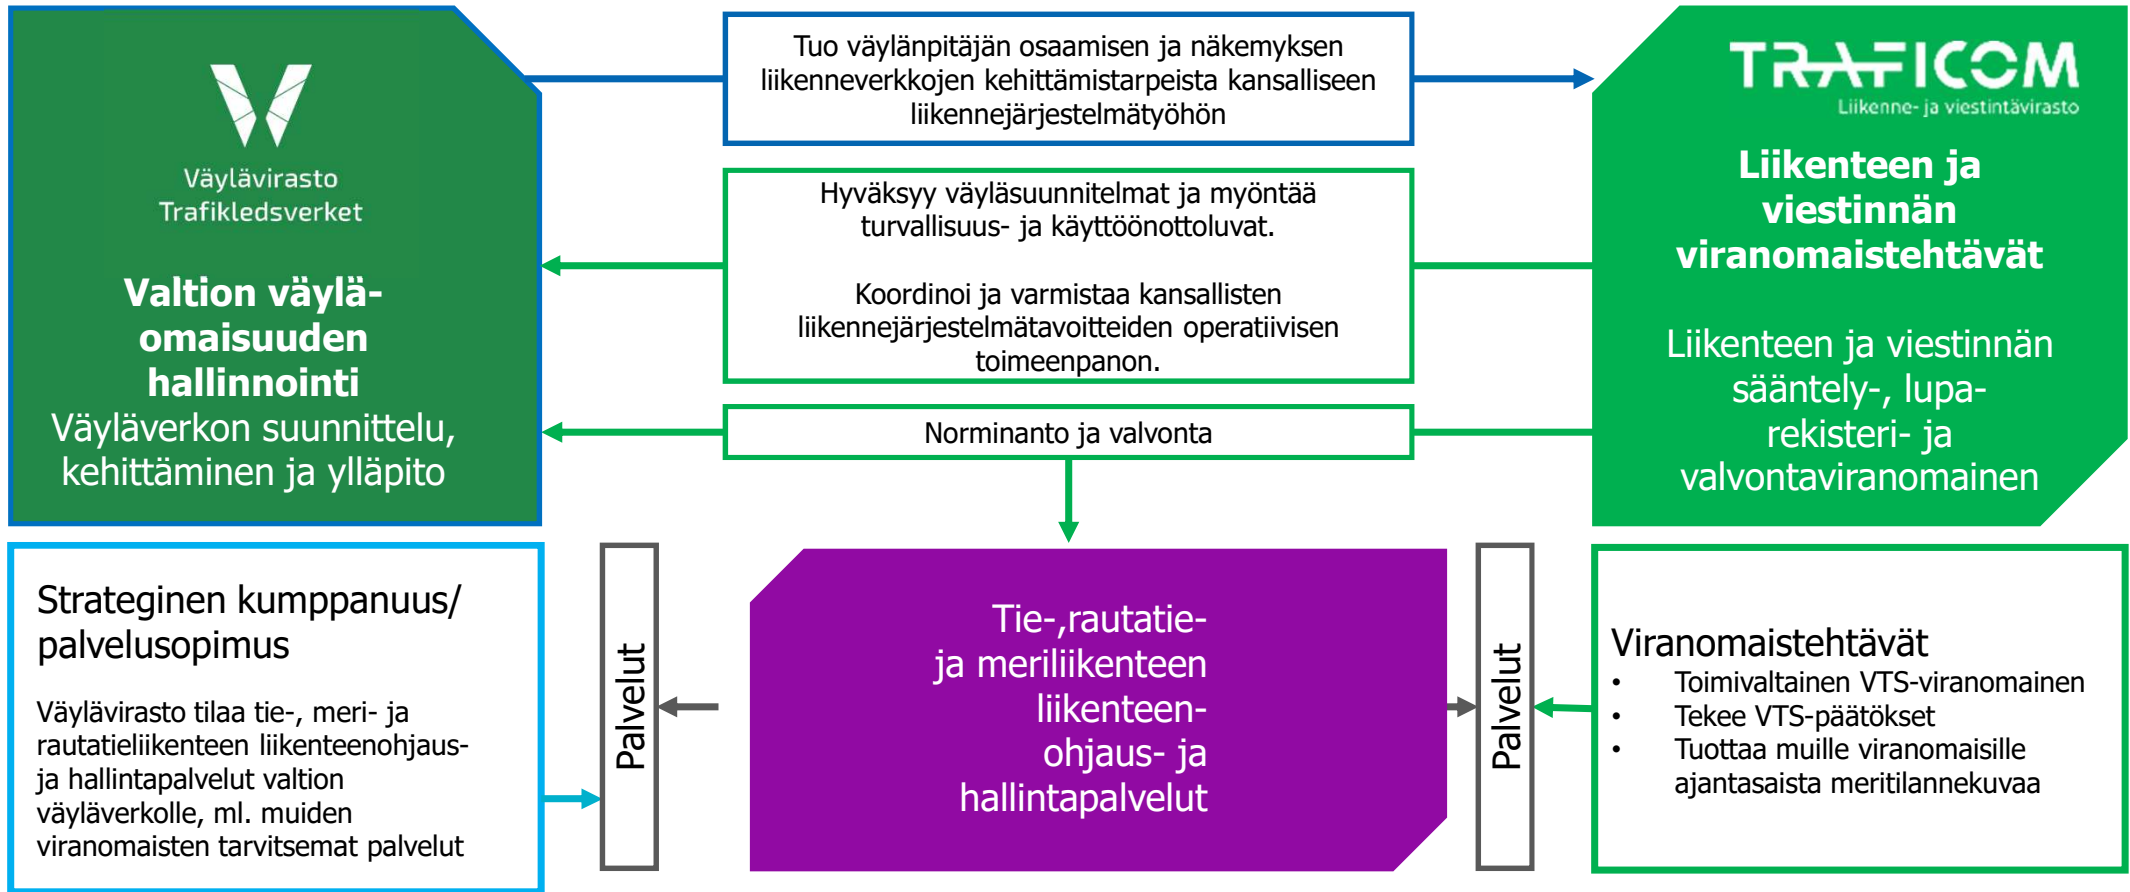 Väylävirasto
Trafikledsverket
Valtion väylä-
omaisuuden
hallinnointi
Väyläverkon suunnittelu,
kehittäminen ja ylläpito
Tuo väylänpitäjän osaamisen ja näkemyksen
liikenneverkkojen kehittämistarpeista kansalliseen
liikennejärjestelmätyöhön
Hyväksyy väyläsuunnitelmat ja myöntää
turvallisuus- ja käyttöönottoluvat.
Koordinoi ja varmistaa kansallisten
liikennejärjestelmätavoitteiden operatiivisen
toimeenpanon.
Norminanto ja valvonta
TRAFICOM
Liikenne- ja viestintävirasto
Liikenteen ja
viestinnän
viranomaistehtävät
Liikenteen ja viestinnän
sääntely-, lupa-
rekisteri- ja
valvontaviranomainen
Strateginen kumppanuus/
palvelusopimus
Väylävirasto tilaa tie-, meri- ja
rautatieliikenteen liikenteenohjaus-
ja hallintapalvelut valtion
väyläverkolle, ml. muiden
viranomaisten tarvitsemat palvelut
Palvelut
Tie-,rautatie-
ja meriliikenteen
liikenteen-
ohjaus- ja
hallintapalvelut
Palvelut
Viranomaistehtävät
• Toimivaltainen VTS-viranomainen
• Tekee VTS-päätökset
• Tuottaa muille viranomaisille
ajantasaista meritilannekuvaa